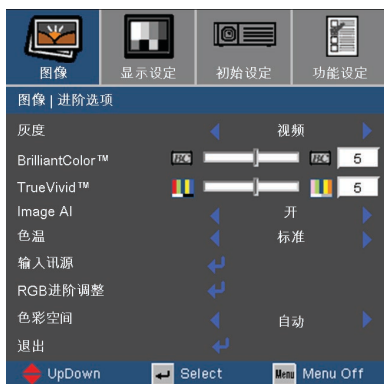 图像 显示设定 初始设定 功能设定
图像 | 进阶选项
灰度 视频
BrilliantColor™ BC BC 5
TrueVivid™ 5
Image AI 开
色温 标准
输入讯源
RGB进阶调整
色彩空间 自动
退出
UpDown Select Menu Menu Off